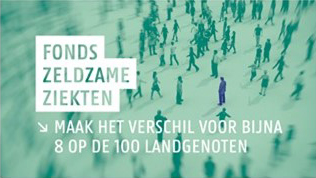 FONDS
ZELDZAME
ZIEKTEN
↘ MAAK HET VERSCHIL VOOR BIJNA
8 OP DE 100 LANDGENOTEN